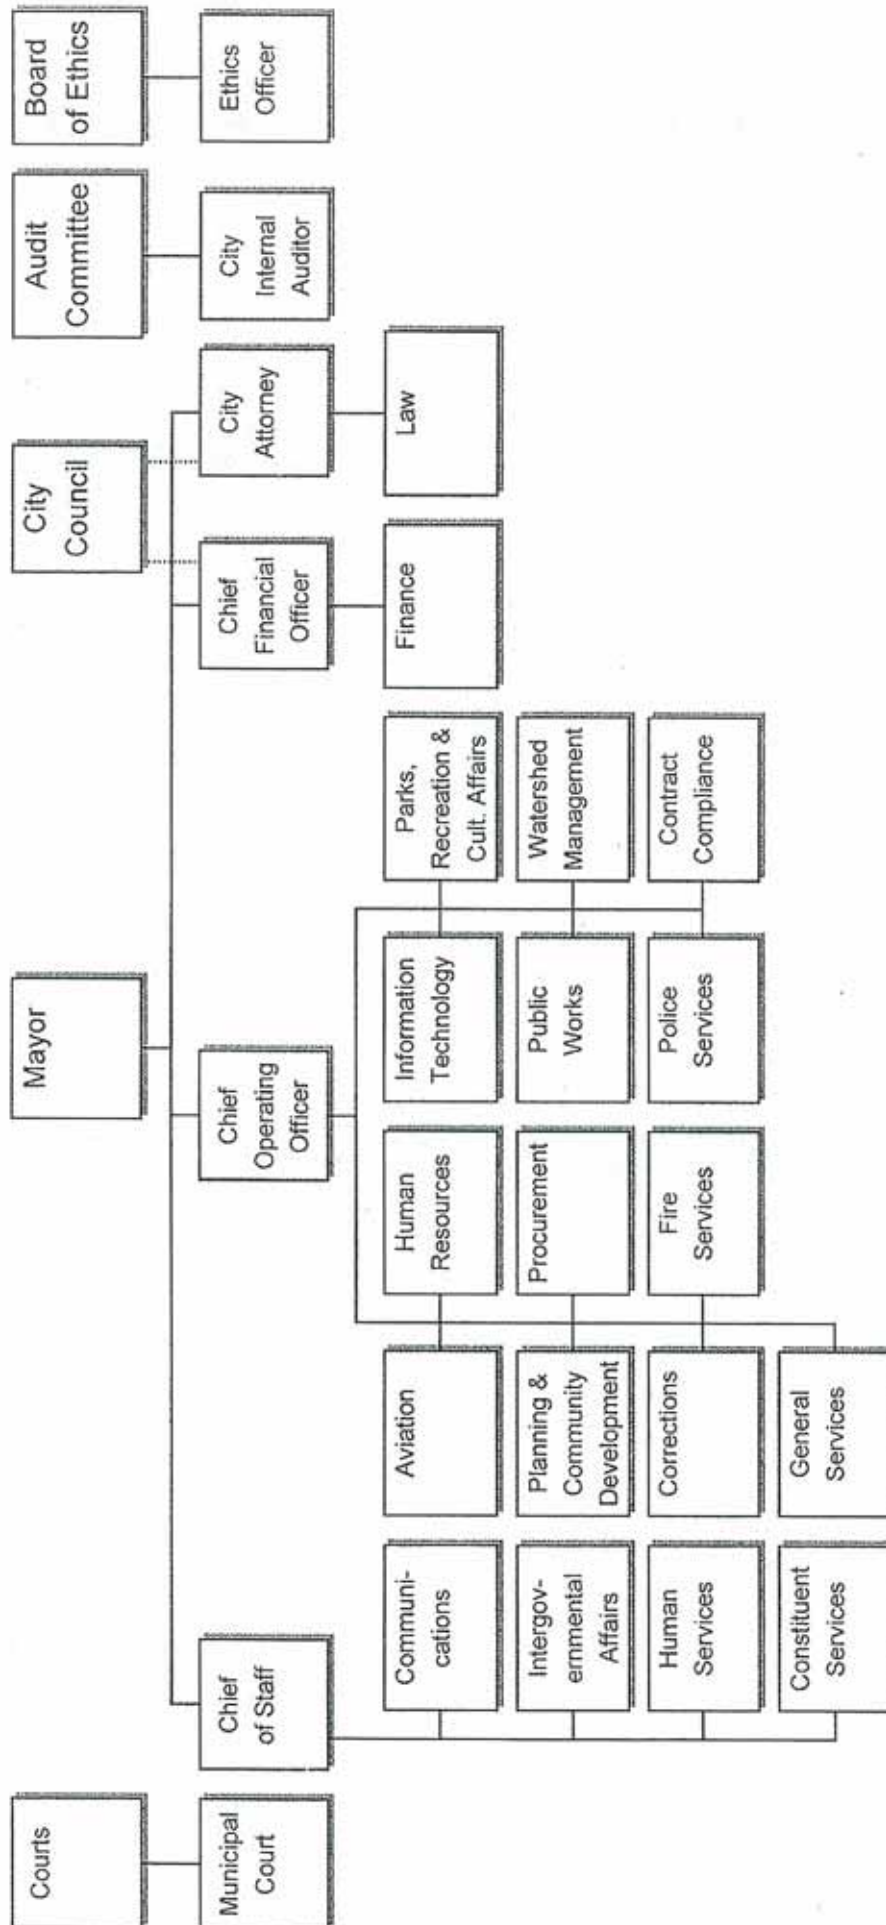 Courts
Mayor
City
Council
Audit
Committee
Board
of Ethics
Municipal
Court
Chief
of Staff
Chief
Operating
Officer
Chief
Financial
Officer
City
Attorney
City
Internal
Auditor
Ethics
Officer
Communi-
cations
Aviation
Human
Resources
Information
Technology
Parks,
Recreation &
Cult. Affairs
Finance
Law
Intergov-
ernmental
Affairs
Planning &
Community
Development
Procurement
Public
Works
Watershed
Management
Human
Services
Corrections
Fire
Services
Police
Services
Contract
Compliance
Constituent
Services
General
Services